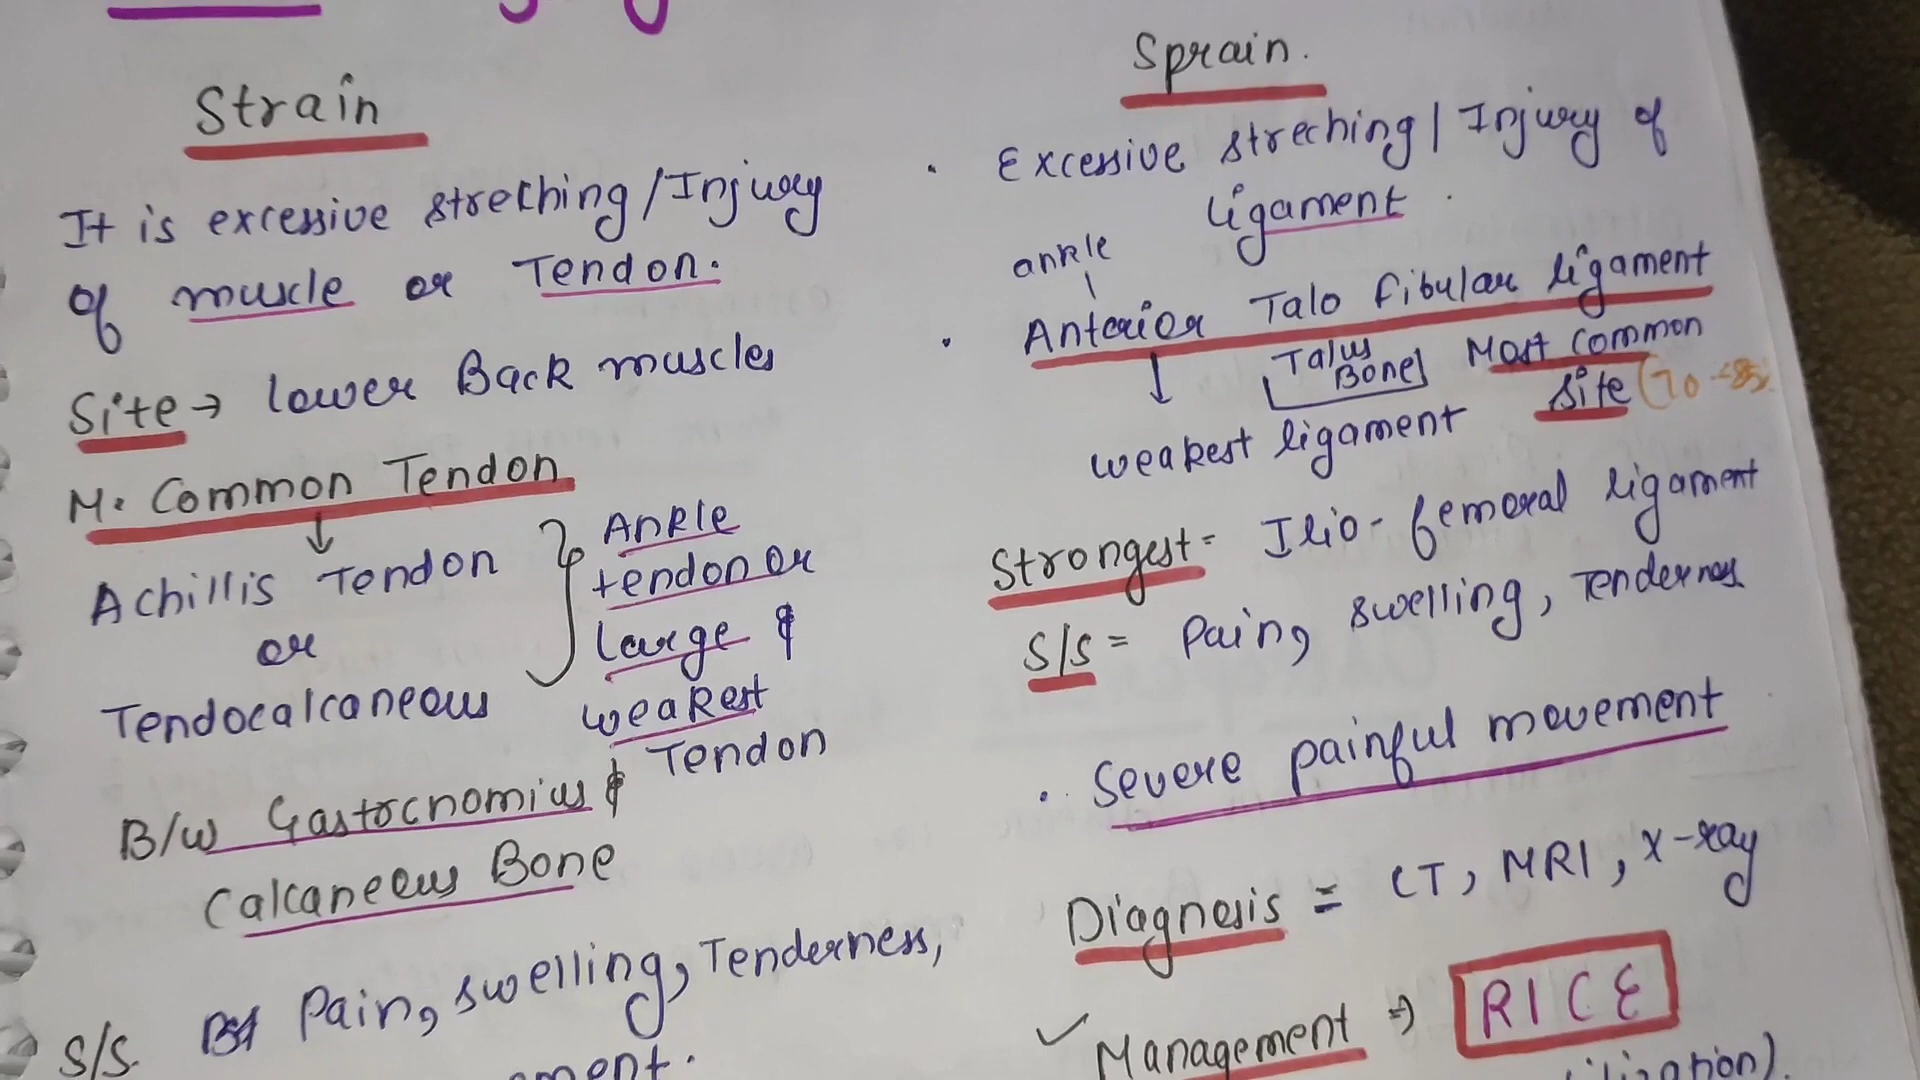 Strain
It is excessive streching/Injury
of muscle or Tendon.
Site → lower Back muscles
M. Common Tendon
↓
Achillis Tendon
or
Tendocalcaneous
Ankle
tendon or
large &
weakest
Tendon
B/w Gastrocnomius &
Calcaneous Bone
S/S. Pain, swelling, Tenderness,
Sprain.
• Excessive streching/Injury of
ligament.
ankle
• Anterior Talo fibular ligament
↓ Talus Most Common
Bone site (70-85
weakest ligament
Strongest = Ilio-femoral ligament
S/S = Pain, swelling, Tenderness
• Severe painful movement
Diagnosis = CT, MRI, X-ray
✓ Management ⇒ RICE